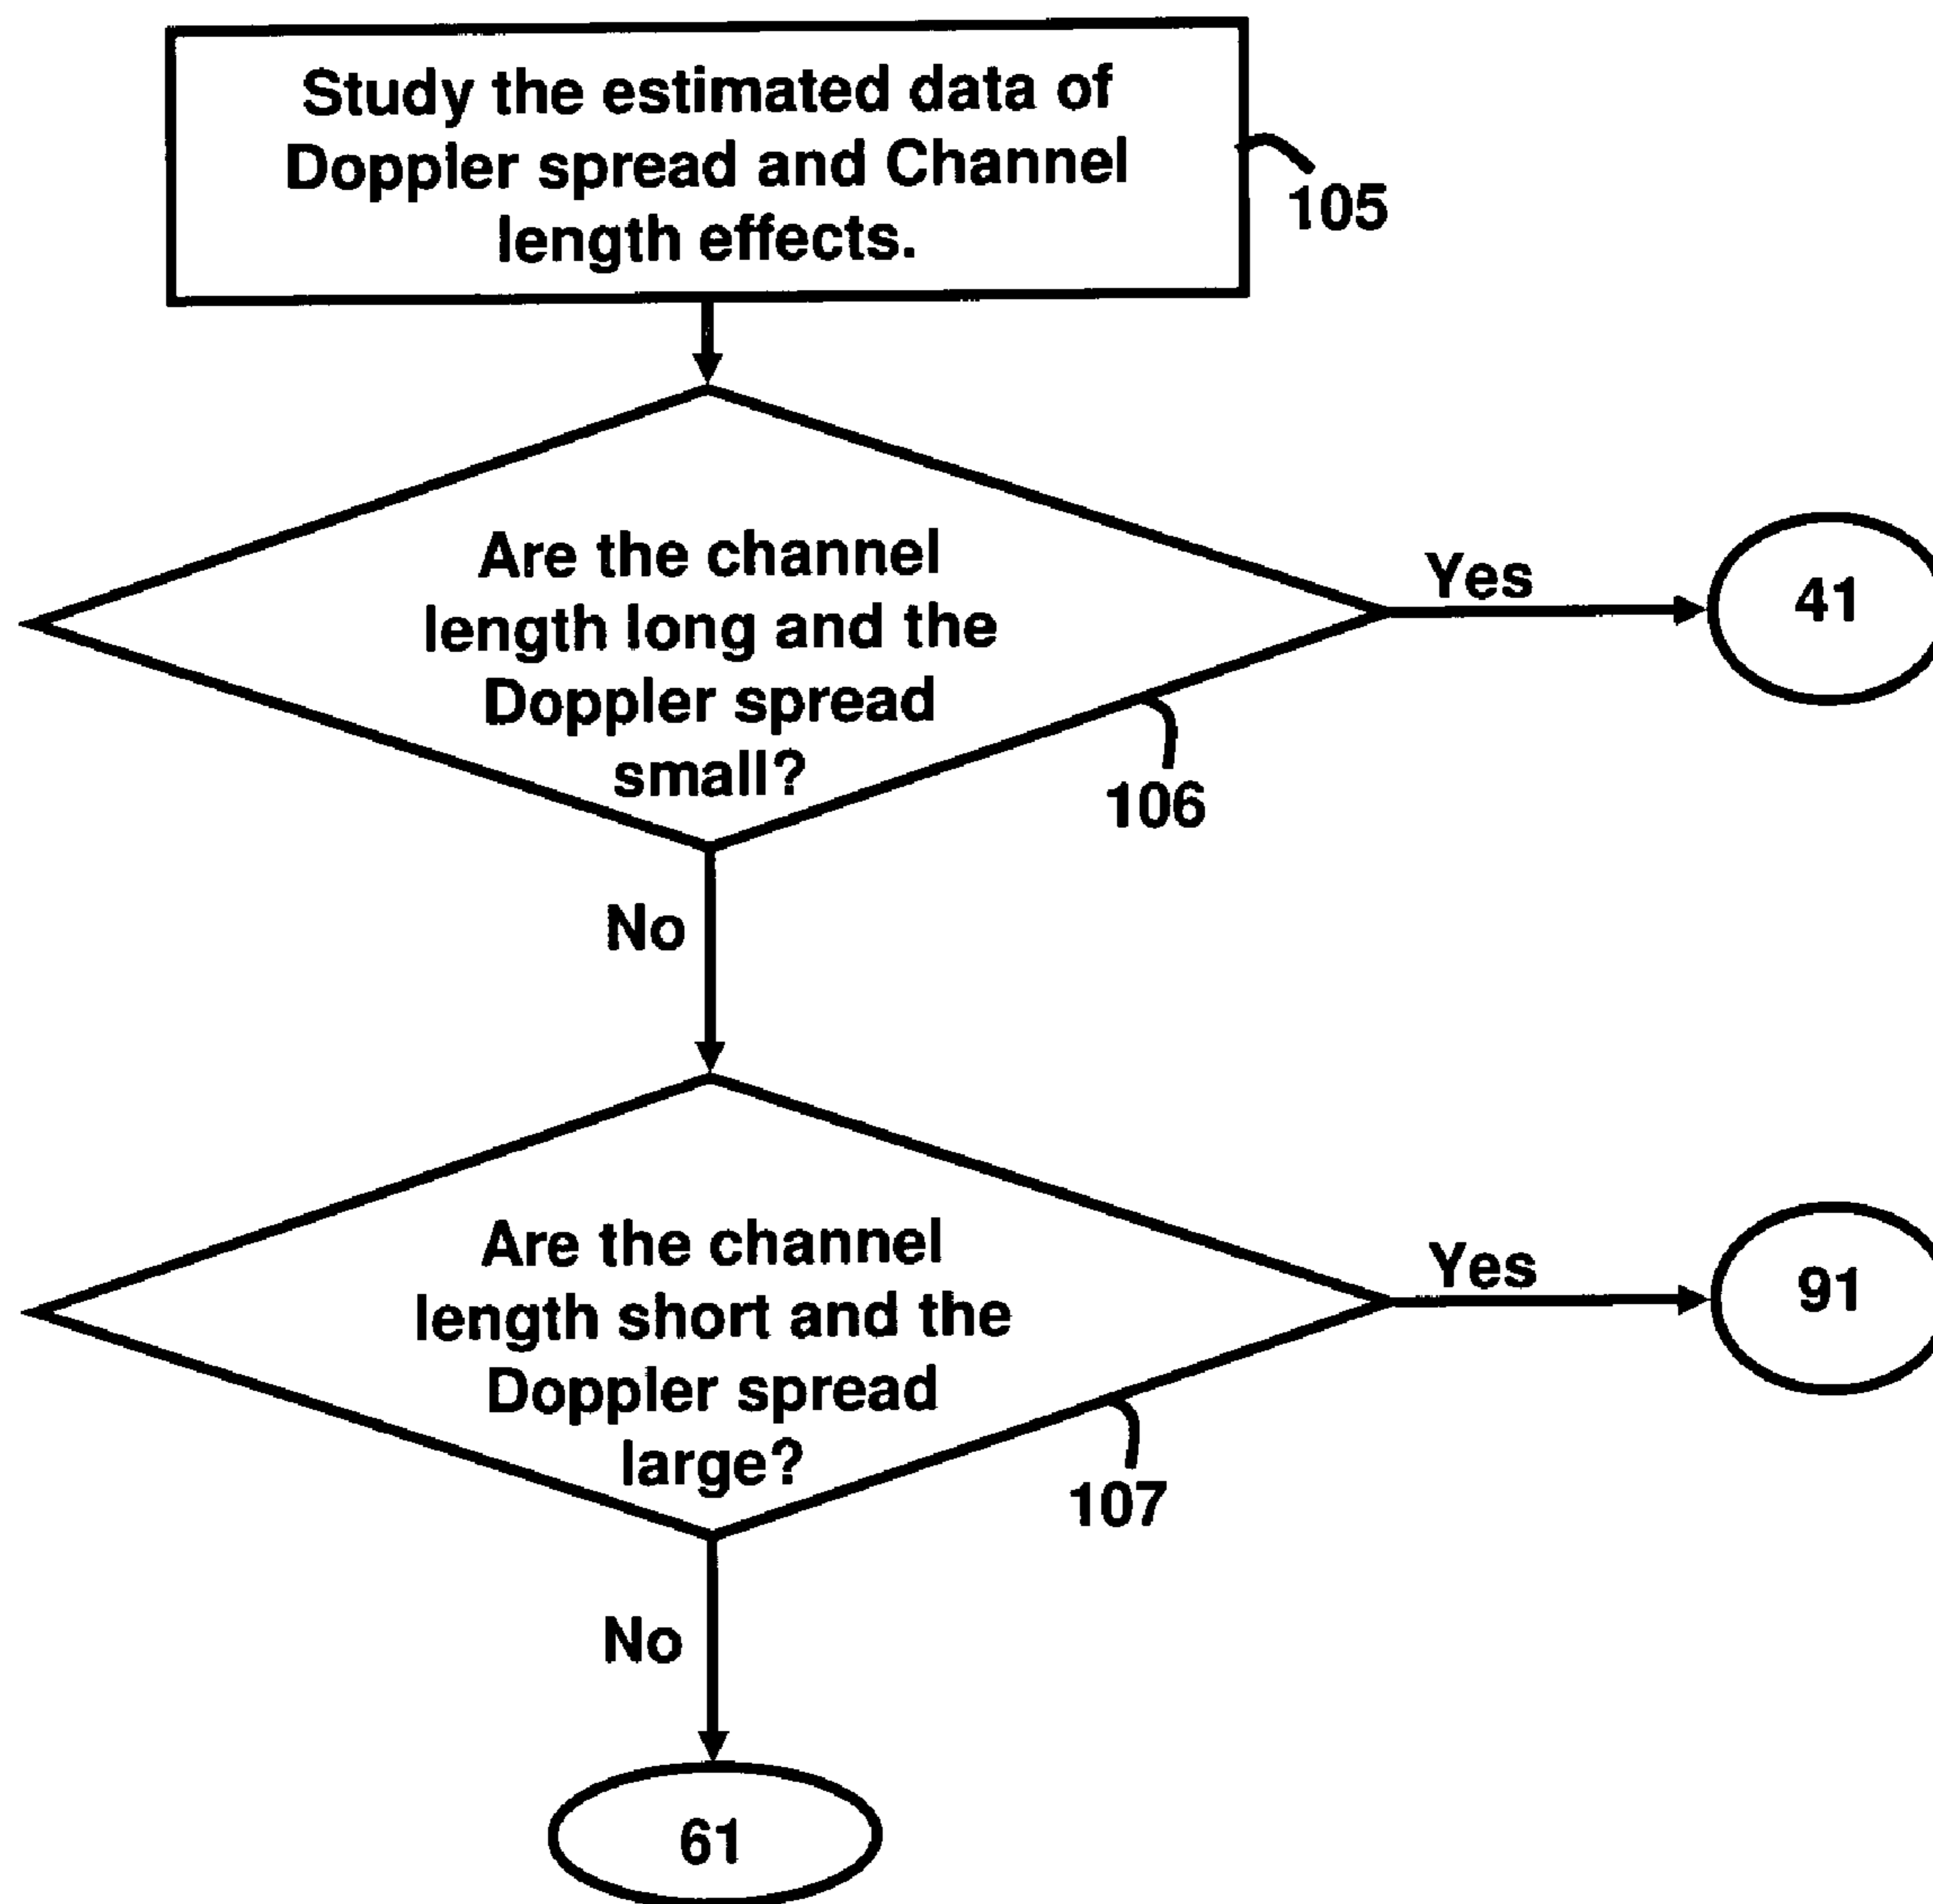 Study the estimated data of
Doppler spread and Channel
length effects.
105
Are the channel
length long and the
Doppler spread
small?
Yes
41
106
No
Are the channel
length short and the
Doppler spread
large?
Yes
91
107
No
61